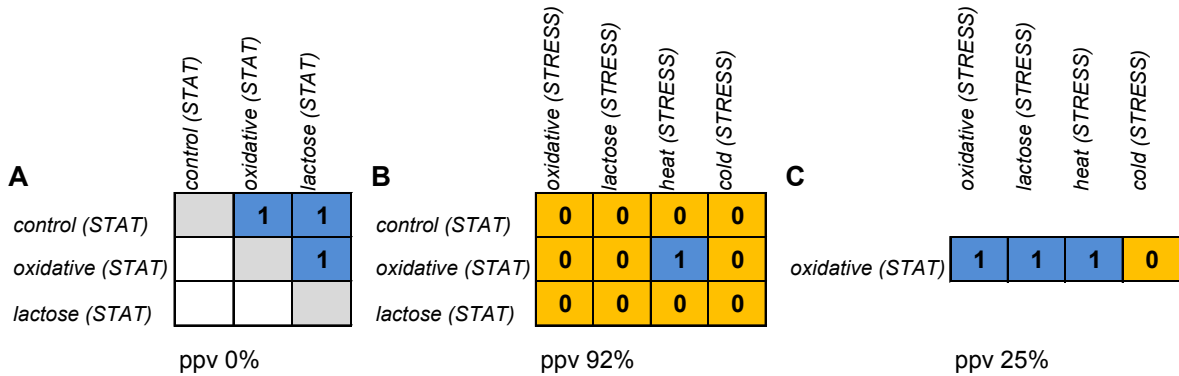 A
control (STAT)
oxidative (STAT)
lactose (STAT)
control (STAT) 1 1
oxidative (STAT) 1
lactose (STAT)
ppv 0%
B
oxidative (STRESS)
lactose (STRESS)
heat (STRESS)
cold (STRESS)
control (STAT) 0 0 0 0
oxidative (STAT) 0 0 1 0
lactose (STAT) 0 0 0 0
ppv 92%
C
oxidative (STRESS)
lactose (STRESS)
heat (STRESS)
cold (STRESS)
oxidative (STAT) 1 1 1 0
ppv 25%